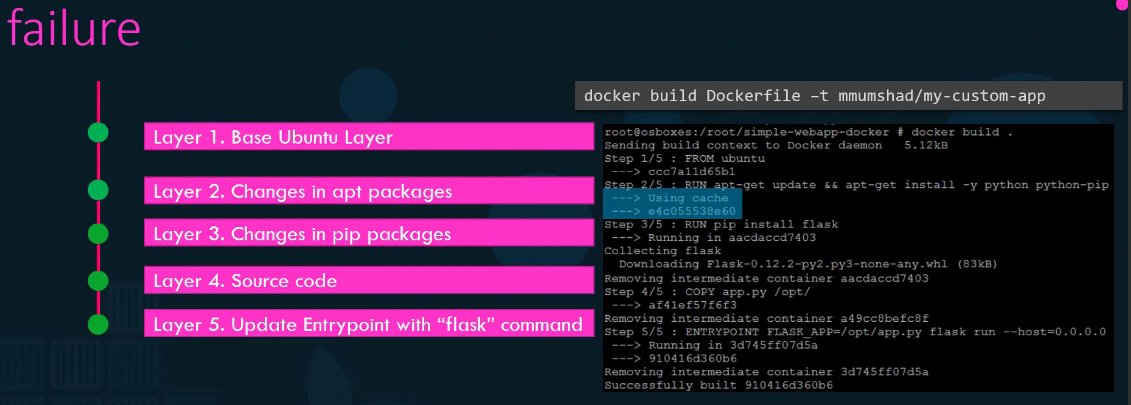 failure
docker build Dockerfile –t mmumshad/my-custom-app
Layer 1. Base Ubuntu Layer
Layer 2. Changes in apt packages
Layer 3. Changes in pip packages
Layer 4. Source code
Layer 5. Update Entrypoint with “flask” command
root@osboxes:/root/simple-webapp-docker # docker build .
Sending build context to Docker daemon  5.12kB
Step 1/5 : FROM ubuntu
---> ccc7a11d65b1
Step 2/5 : RUN apt-get update && apt-get install -y python python-pip
---> Using cache
---> e4c055538e60
Step 3/5 : RUN pip install flask
---> Running in aacdaccd7403
Collecting flask
Downloading Flask-0.12.2-py2.py3-none-any.whl (83kB)
Removing intermediate container aacdaccd7403
Step 4/5 : COPY app.py /opt/
---> af41ef57f6f3
Removing intermediate container a49cc8befc8f
Step 5/5 : ENTRYPOINT FLASK_APP=/opt/app.py flask run --host=0.0.0.0
---> Running in 3d745ff07d5a
---> 910416d360b6
Removing intermediate container 3d745ff07d5a
Successfully built 910416d360b6